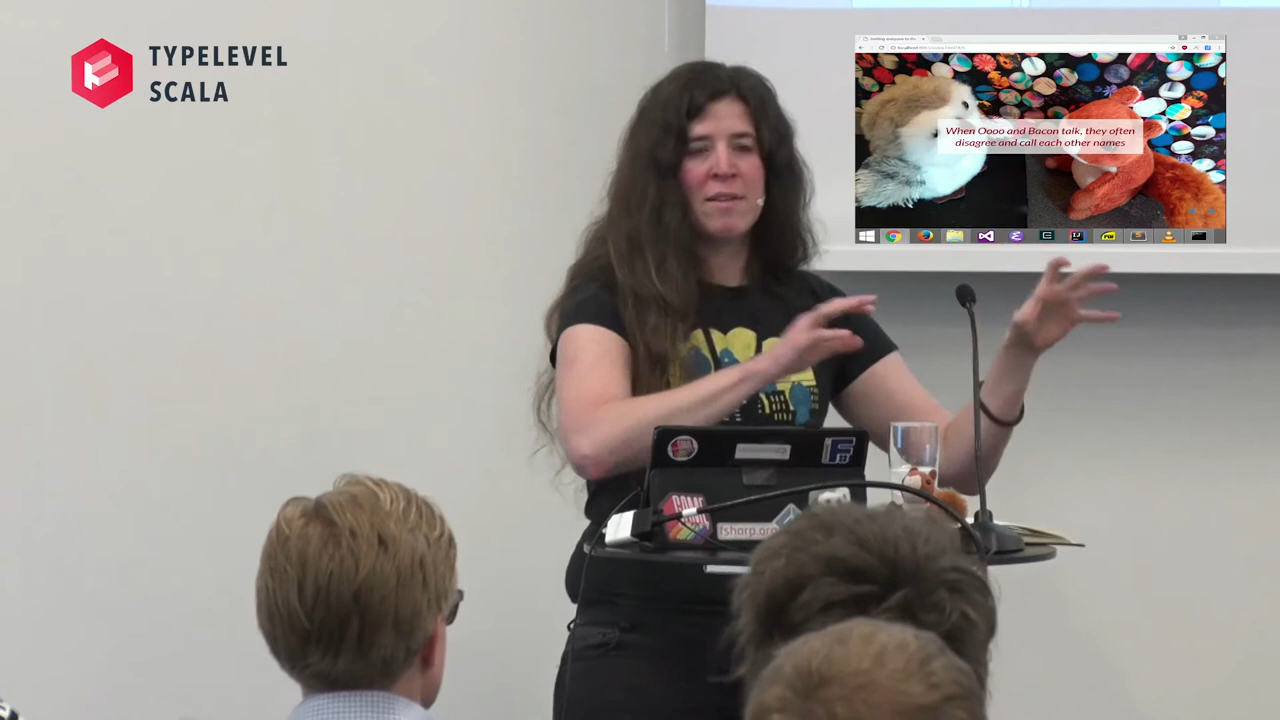 TYPELEVEL
SCALA
When Oooo and Bacon talk, they often
disagree and call each other names
fsharp.org